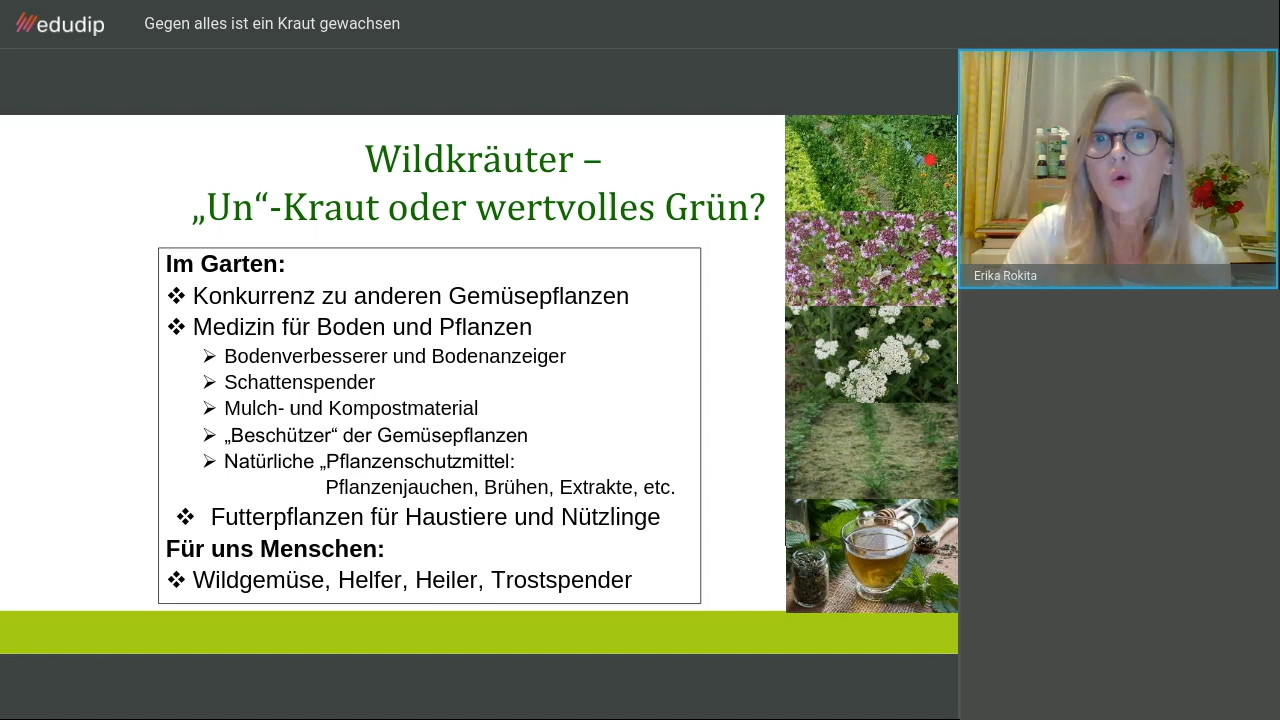 edudip
Gegen alles ist ein Kraut gewachsen
Wildkräuter –
„Un“-Kraut oder wertvolles Grün?
Im Garten:
❖ Konkurrenz zu anderen Gemüsepflanzen
❖ Medizin für Boden und Pflanzen
➢ Bodenverbesserer und Bodenanzeiger
➢ Schattenspender
➢ Mulch- und Kompostmaterial
➢ „Beschützer“ der Gemüsepflanzen
➢ Natürliche „Pflanzenschutzmittel:
Pflanzenjauchen, Brühen, Extrakte, etc.
❖ Futterpflanzen für Haustiere und Nützlinge
Für uns Menschen:
❖ Wildgemüse, Helfer, Heiler, Trostspender
Erika Rokita